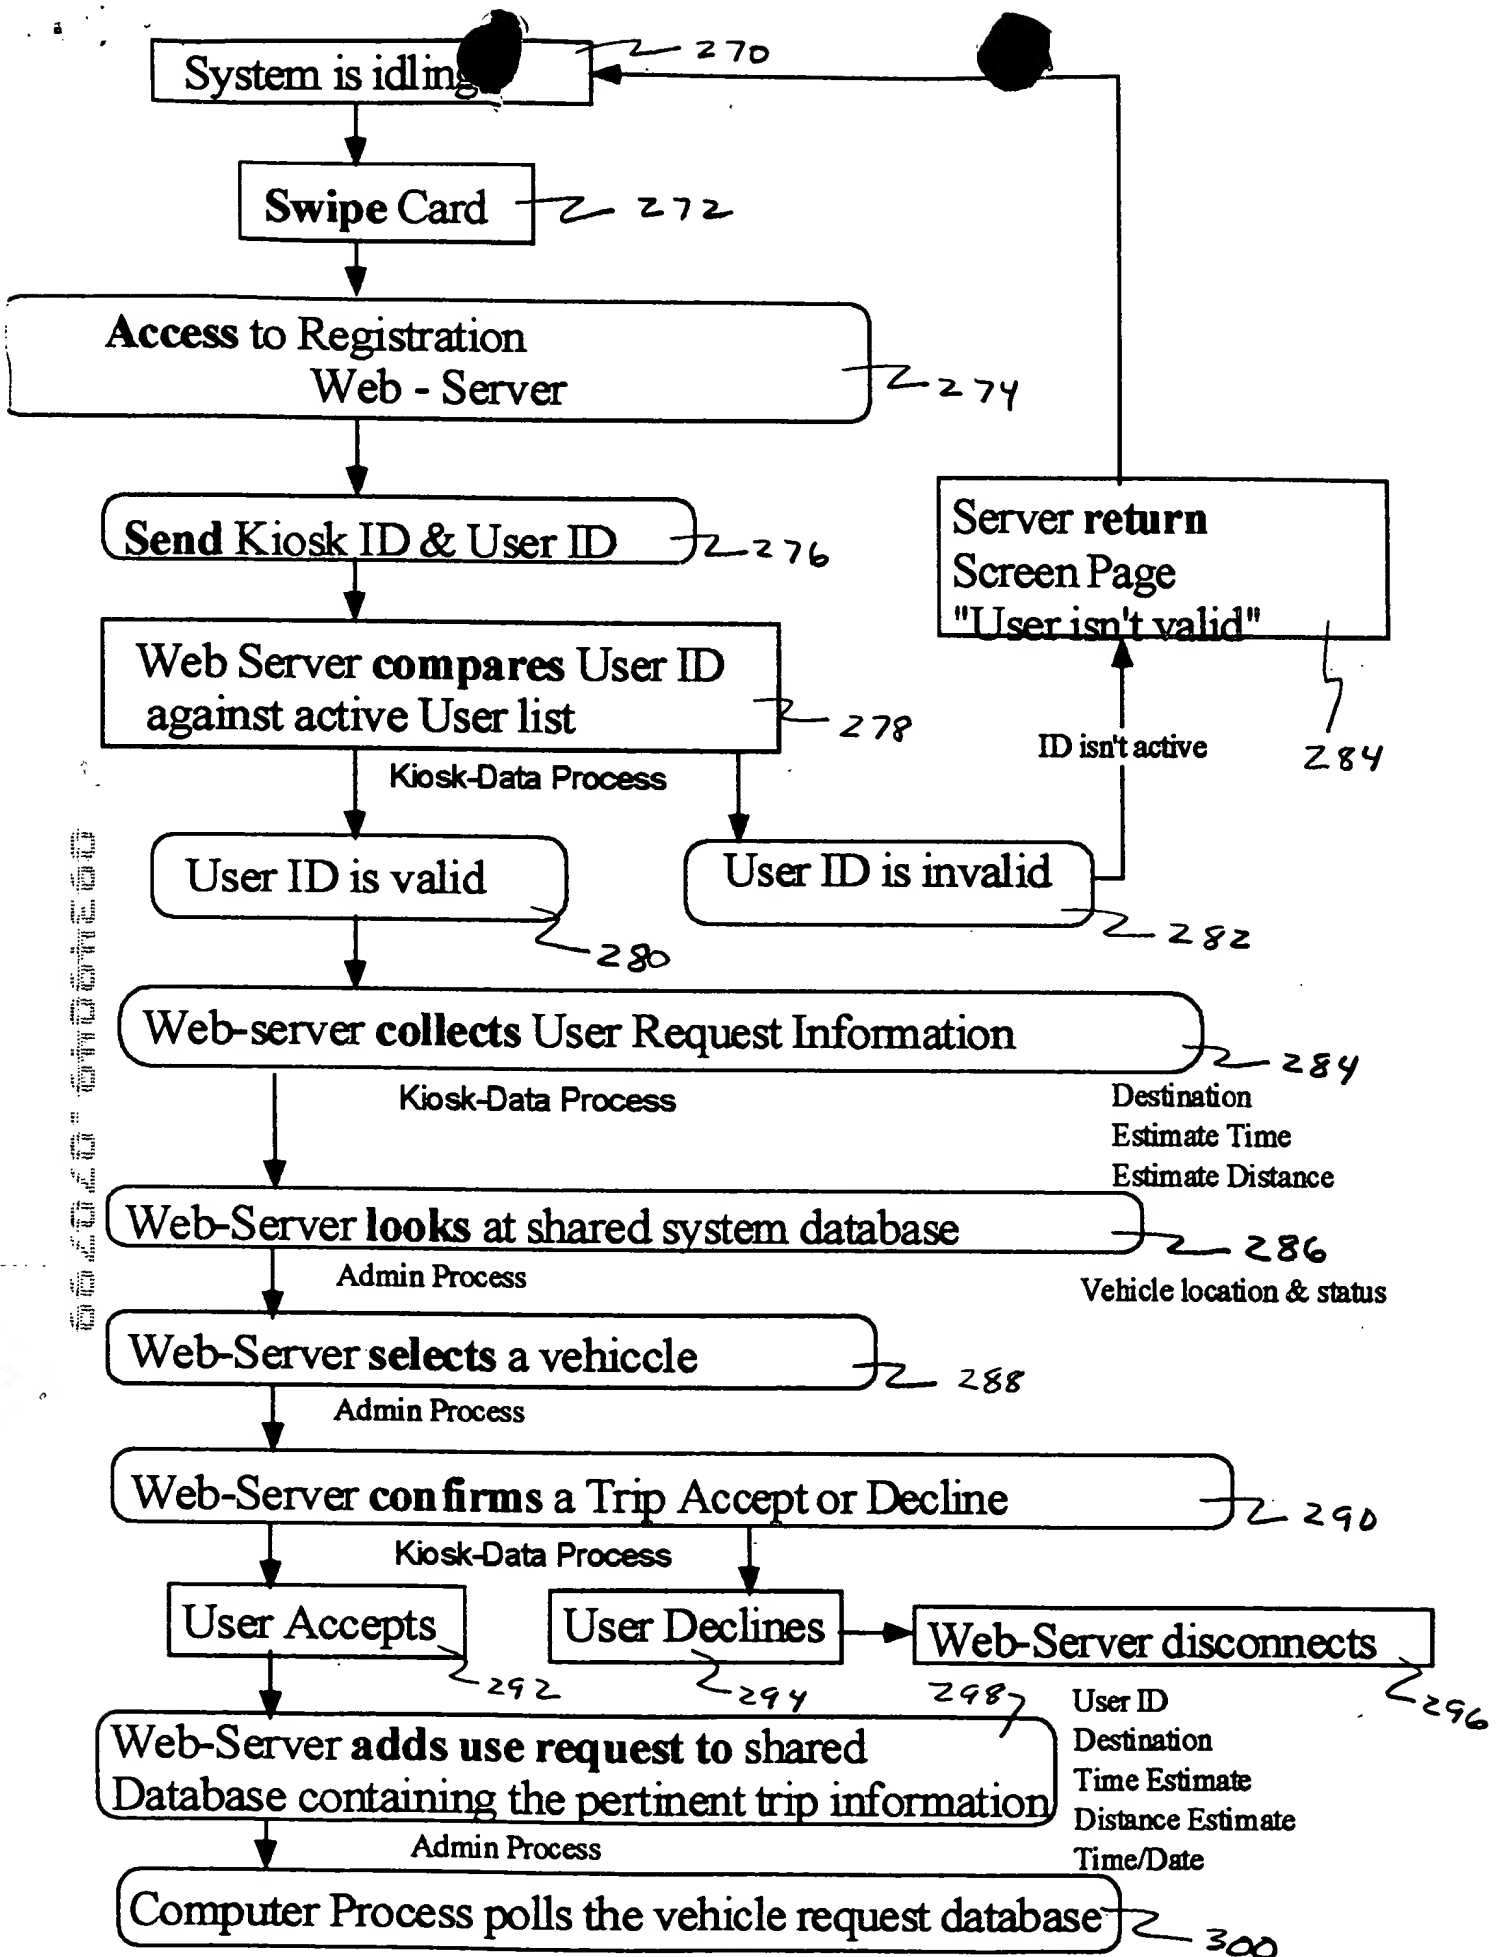 System is idling
270
Swipe Card
272
Access to Registration
Web - Server
274
Send Kiosk ID & User ID
276
Server return
Screen Page
"User isn't valid"
284
Web Server compares User ID
against active User list
278
ID isn't active
Kiosk-Data Process
User ID is valid
280
User ID is invalid
282
Web-server collects User Request Information
284
Kiosk-Data Process
Destination
Estimate Time
Estimate Distance
Web-Server looks at shared system database
286
Admin Process
Vehicle location & status
Web-Server selects a vehiccle
288
Admin Process
Web-Server confirms a Trip Accept or Decline
290
Kiosk-Data Process
User Accepts
292
User Declines
294
Web-Server disconnects
296
298
Web-Server adds use request to shared
Database containing the pertinent trip information
User ID
Destination
Time Estimate
Distance Estimate
Time/Date
Admin Process
Computer Process polls the vehicle request database
300